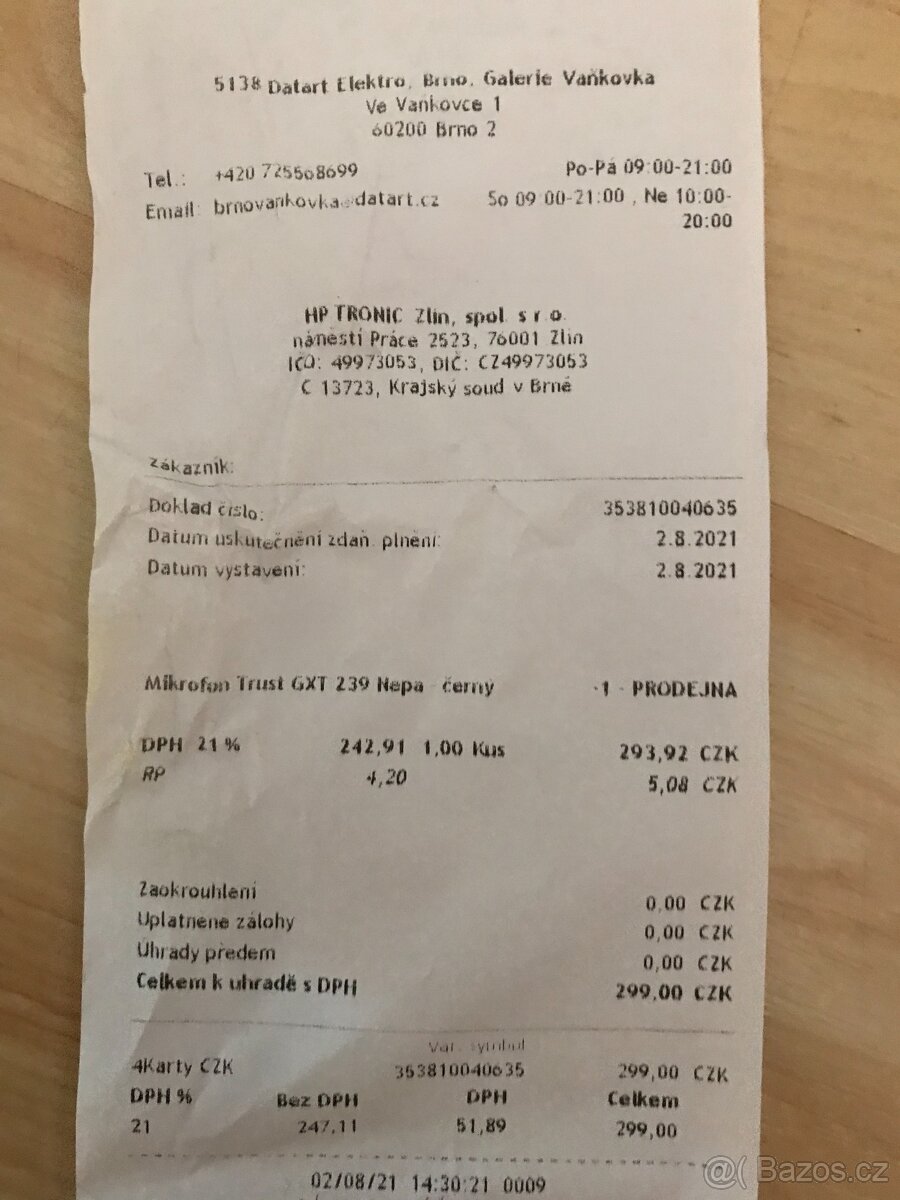 5138 Datart Elektro, Brno, Galerie Vaňkovka
Ve Vaňkovce 1
60200 Brno 2
Tel.: +420 725568699 Po-Pá 09:00-21:00
Email: brnovankovka@datart.cz So 09:00-21:00 , Ne 10:00-
20:00
HP TRONIC Zlín, spol. s r.o.
náměstí Práce 2523, 76001 Zlín
IČO: 49973053, DIČ: CZ49973053
C 13723, Krajský soud v Brně
Zákazník:
Doklad číslo: 353810040635
Datum uskutečnění zdaň. plnění: 2.8.2021
Datum vystavení: 2.8.2021
Mikrofon Trust GXT 239 Nepa černý -1- PRODEJNA
DPH 21% 242,91 1,00 Kus 293,92 CZK
RP 4,20 5,08 CZK
Zaokrouhlení 0,00 CZK
Uplatnene zálohy 0,00 CZK
Úhrady předem 0,00 CZK
Celkem k úhradě s DPH 299,00 CZK
Var. symbol
4Karty CZK 353810040635 299,00 CZK
DPH % Bez DPH DPH Celkem
21 247,11 51,89 299,00
02/08/21 14:30:21 0009
@( Bazos.cz